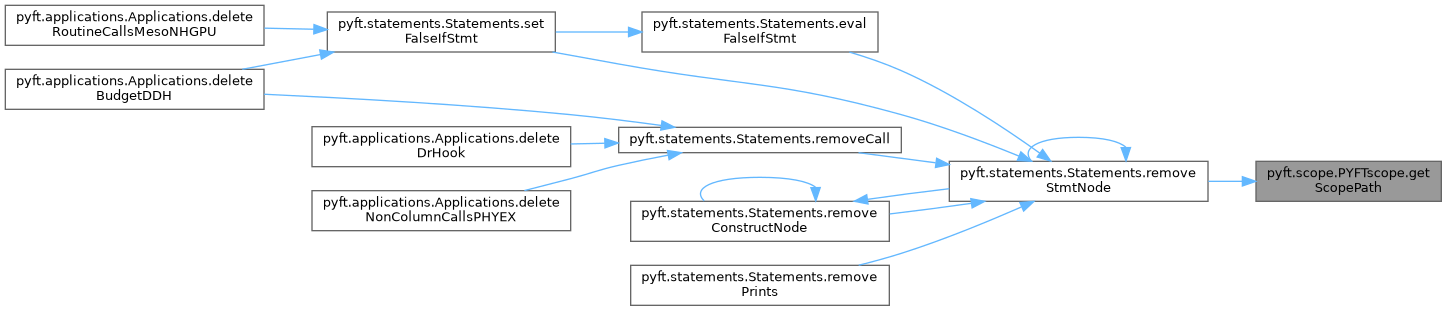 pyft.applications.Applications.delete
RoutineCallsMesoNHGPU
pyft.statements.Statements.set
FalseIfStmt
pyft.statements.Statements.eval
FalseIfStmt
pyft.applications.Applications.delete
BudgetDDH
pyft.applications.Applications.delete
DrHook
pyft.statements.Statements.removeCall
pyft.statements.Statements.remove
StmtNode
pyft.scope.PYFTscope.get
ScopePath
pyft.applications.Applications.delete
NonColumnCallsPHYEX
pyft.statements.Statements.remove
ConstructNode
pyft.statements.Statements.remove
Prints